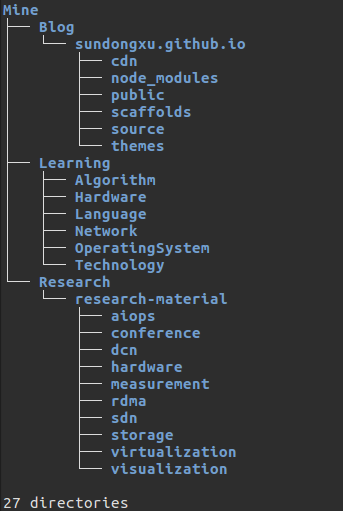 Mine
├── Blog
│   └── sundongxu.github.io
│       ├── cdn
│       ├── node_modules
│       ├── public
│       ├── scaffolds
│       ├── source
│       └── themes
├── Learning
│   ├── Algorithm
│   ├── Hardware
│   ├── Language
│   ├── Network
│   ├── OperatingSystem
│   └── Technology
└── Research
    └── research-material
        ├── aiops
        ├── conference
        ├── dcn
        ├── hardware
        ├── measurement
        ├── rdma
        ├── sdn
        ├── storage
        ├── virtualization
        └── visualization
27 directories